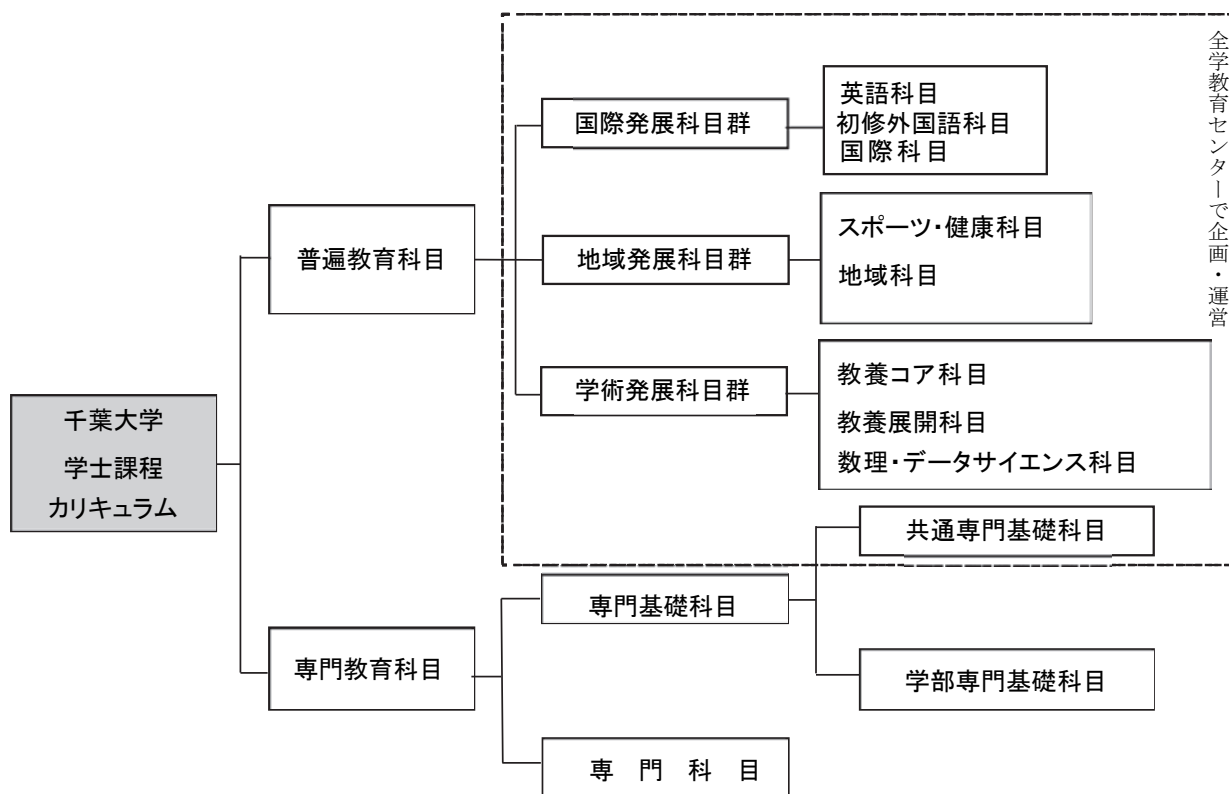 千葉大学
学士課程
カリキュラム
普遍教育科目
国際発展科目群
英語科目
初修外国語科目
国際科目
地域発展科目群
スポーツ・健康科目
地域科目
学術発展科目群
教養コア科目
教養展開科目
数理・データサイエンス科目
全学教育センターで企画・運営
専門教育科目
専門基礎科目
共通専門基礎科目
学部専門基礎科目
専門科目